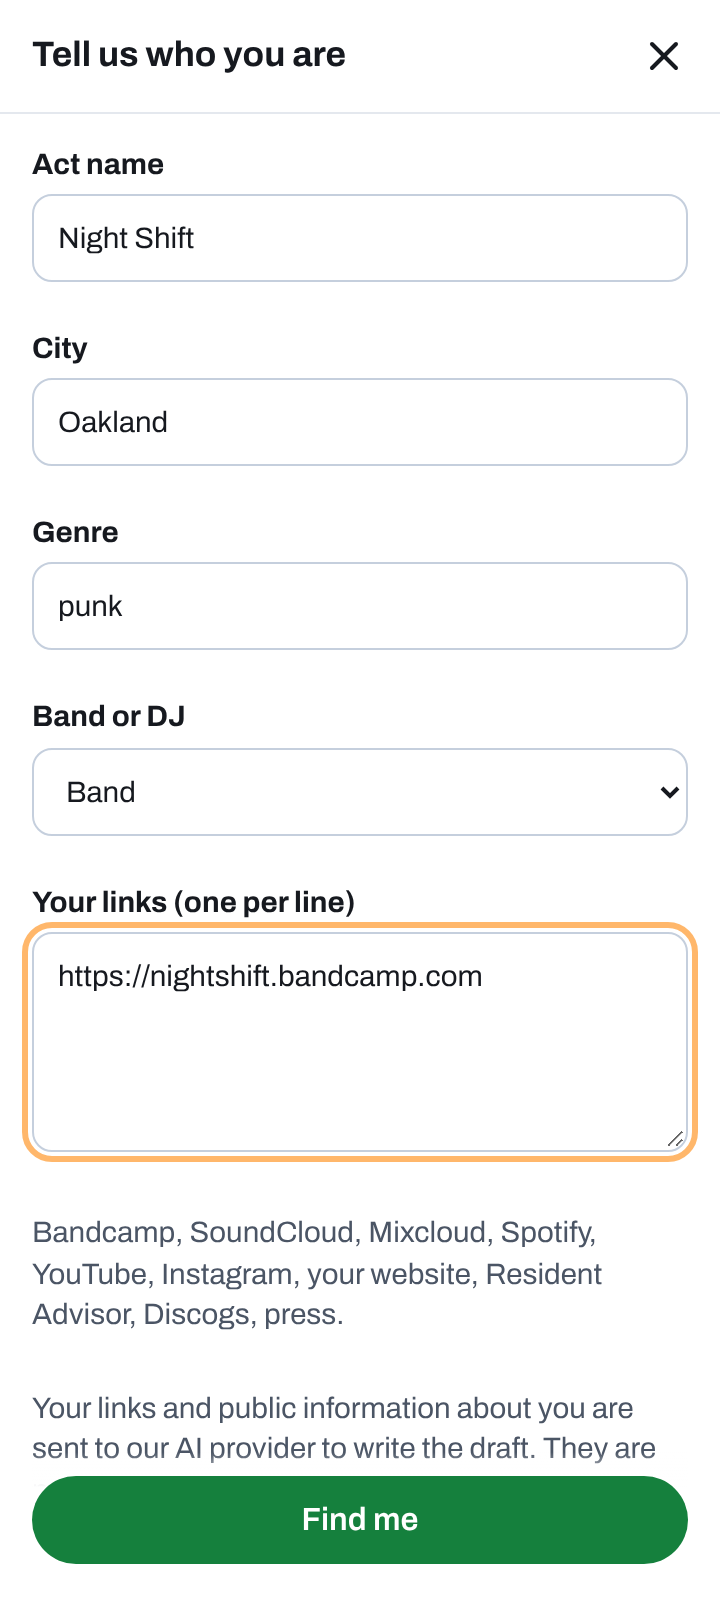 Tell us who you are
Act name
Night Shift
City
Oakland
Genre
punk
Band or DJ
Band
Your links (one per line)
https://nightshift.bandcamp.com
Bandcamp, SoundCloud, Mixcloud, Spotify,
YouTube, Instagram, your website, Resident
Advisor, Discogs, press.
Your links and public information about you are
sent to our AI provider to write the draft. They are
Find me